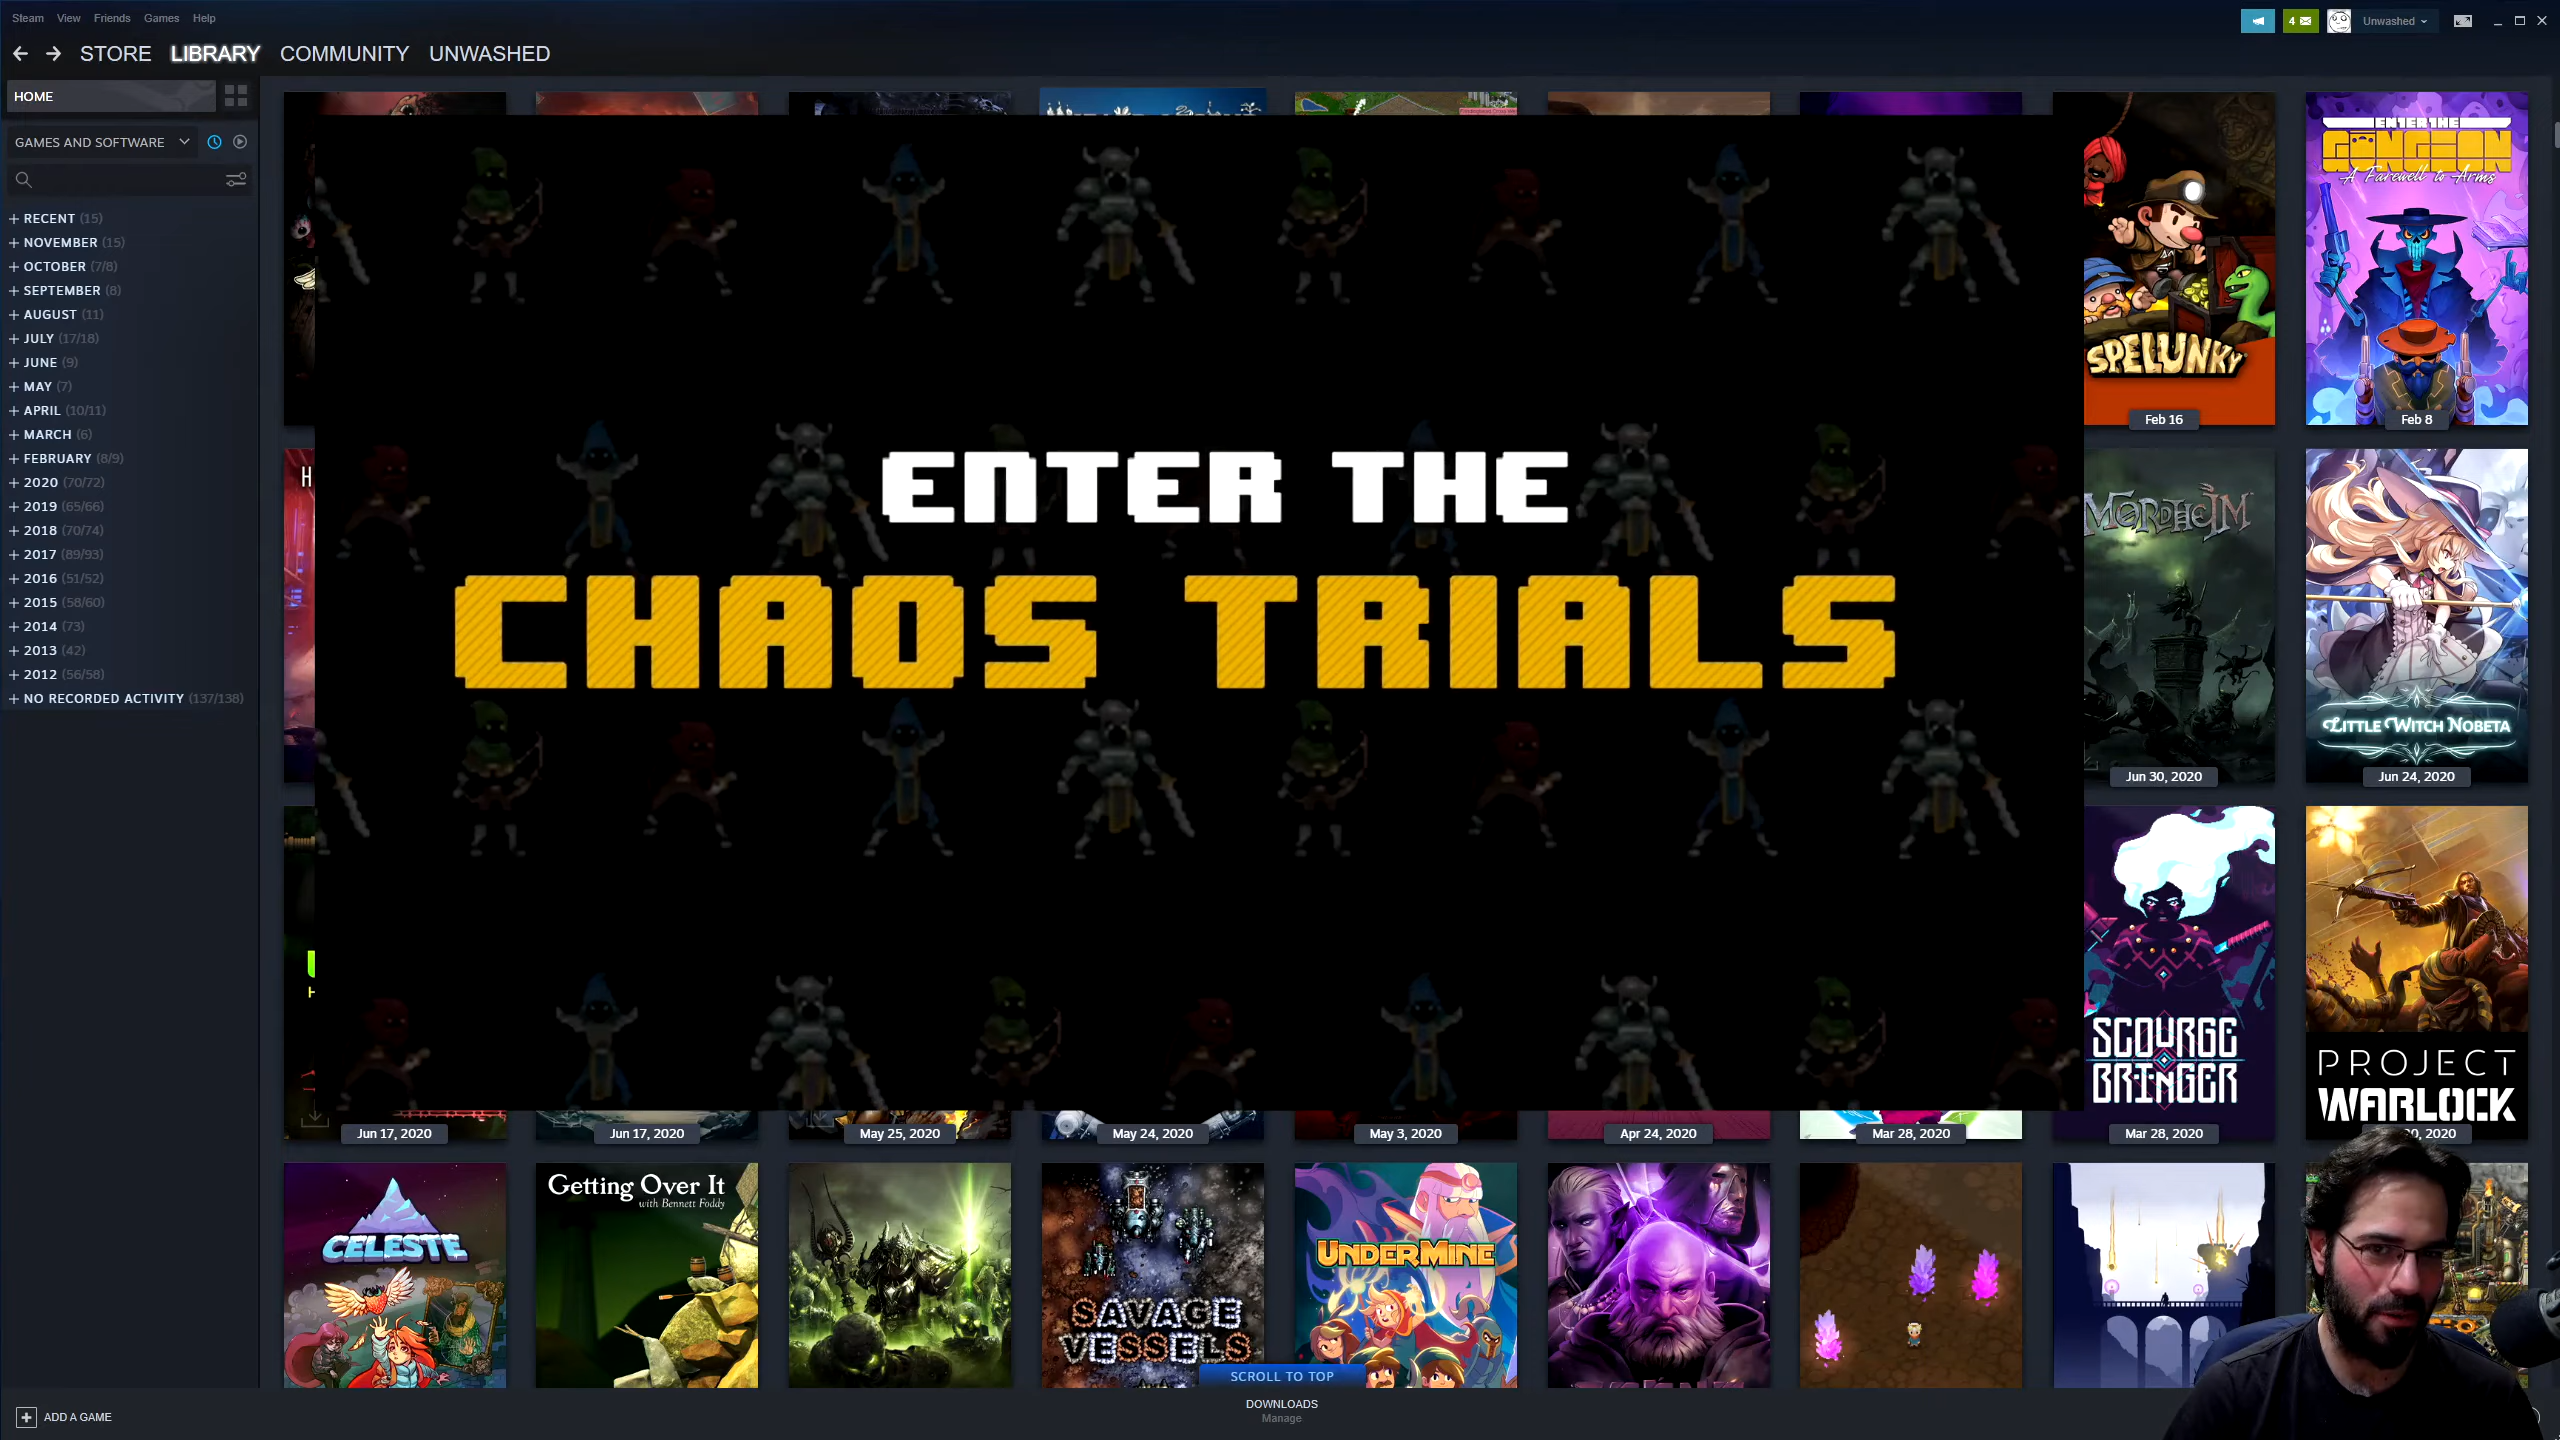 Steam View Friends Games Help
4
Unwashed
STORE LIBRARY COMMUNITY UNWASHED
HOME
GAMES AND SOFTWARE
RECENT (15)
NOVEMBER (15)
OCTOBER (7/8)
SEPTEMBER (8)
AUGUST (11)
JULY (17/18)
JUNE (9)
MAY (7)
APRIL (10/11)
MARCH (6)
FEBRUARY (8/9)
2020 (70/72)
2019 (65/66)
2018 (70/74)
2017 (89/93)
2016 (51/52)
2015 (58/60)
2014 (73)
2013 (42)
2012 (56/58)
NO RECORDED ACTIVITY (137/138)
ENTER THE
CHAOS TRIALS
SPELUNKY
Feb 16
ENTER THE
GUNGEON
A Farewell to Arms
Feb 8
MORDHEIM
Jun 30, 2020
LITTLE WITCH NOBETA
Jun 24, 2020
SCOURGE
BRINGER
PROJECT
WARLOCK
Jun 17, 2020
Jun 17, 2020
May 25, 2020
May 24, 2020
May 3, 2020
Apr 24, 2020
Mar 28, 2020
Mar 28, 2020
0, 2020
CELESTE
Getting Over It
with Bennett Foddy
SAVAGE
VESSELS
UNDERMINE
SCROLL TO TOP
ADD A GAME
DOWNLOADS
Manage